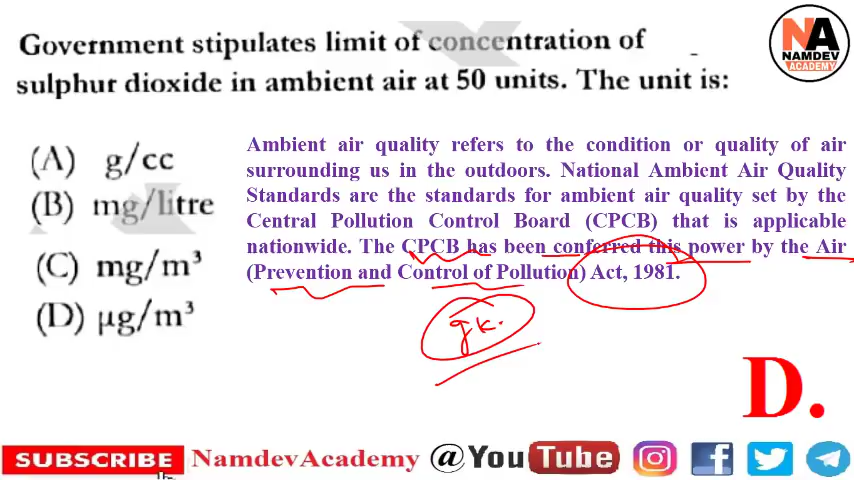 Government stipulates limit of concentration of
sulphur dioxide in ambient air at 50 units. The unit is:
NA
NAMDEV
ACADEMY
(A) g/cc
(B) mg/litre
(C) mg/m³
(D) µg/m³
Ambient air quality refers to the condition or quality of air
surrounding us in the outdoors. National Ambient Air Quality
Standards are the standards for ambient air quality set by the
Central Pollution Control Board (CPCB) that is applicable
nationwide. The CPCB has been conferred this power by the Air
(Prevention and Control of Pollution) Act, 1981.
gk.
D.
SUBSCRIBE NamdevAcademy @YouTube